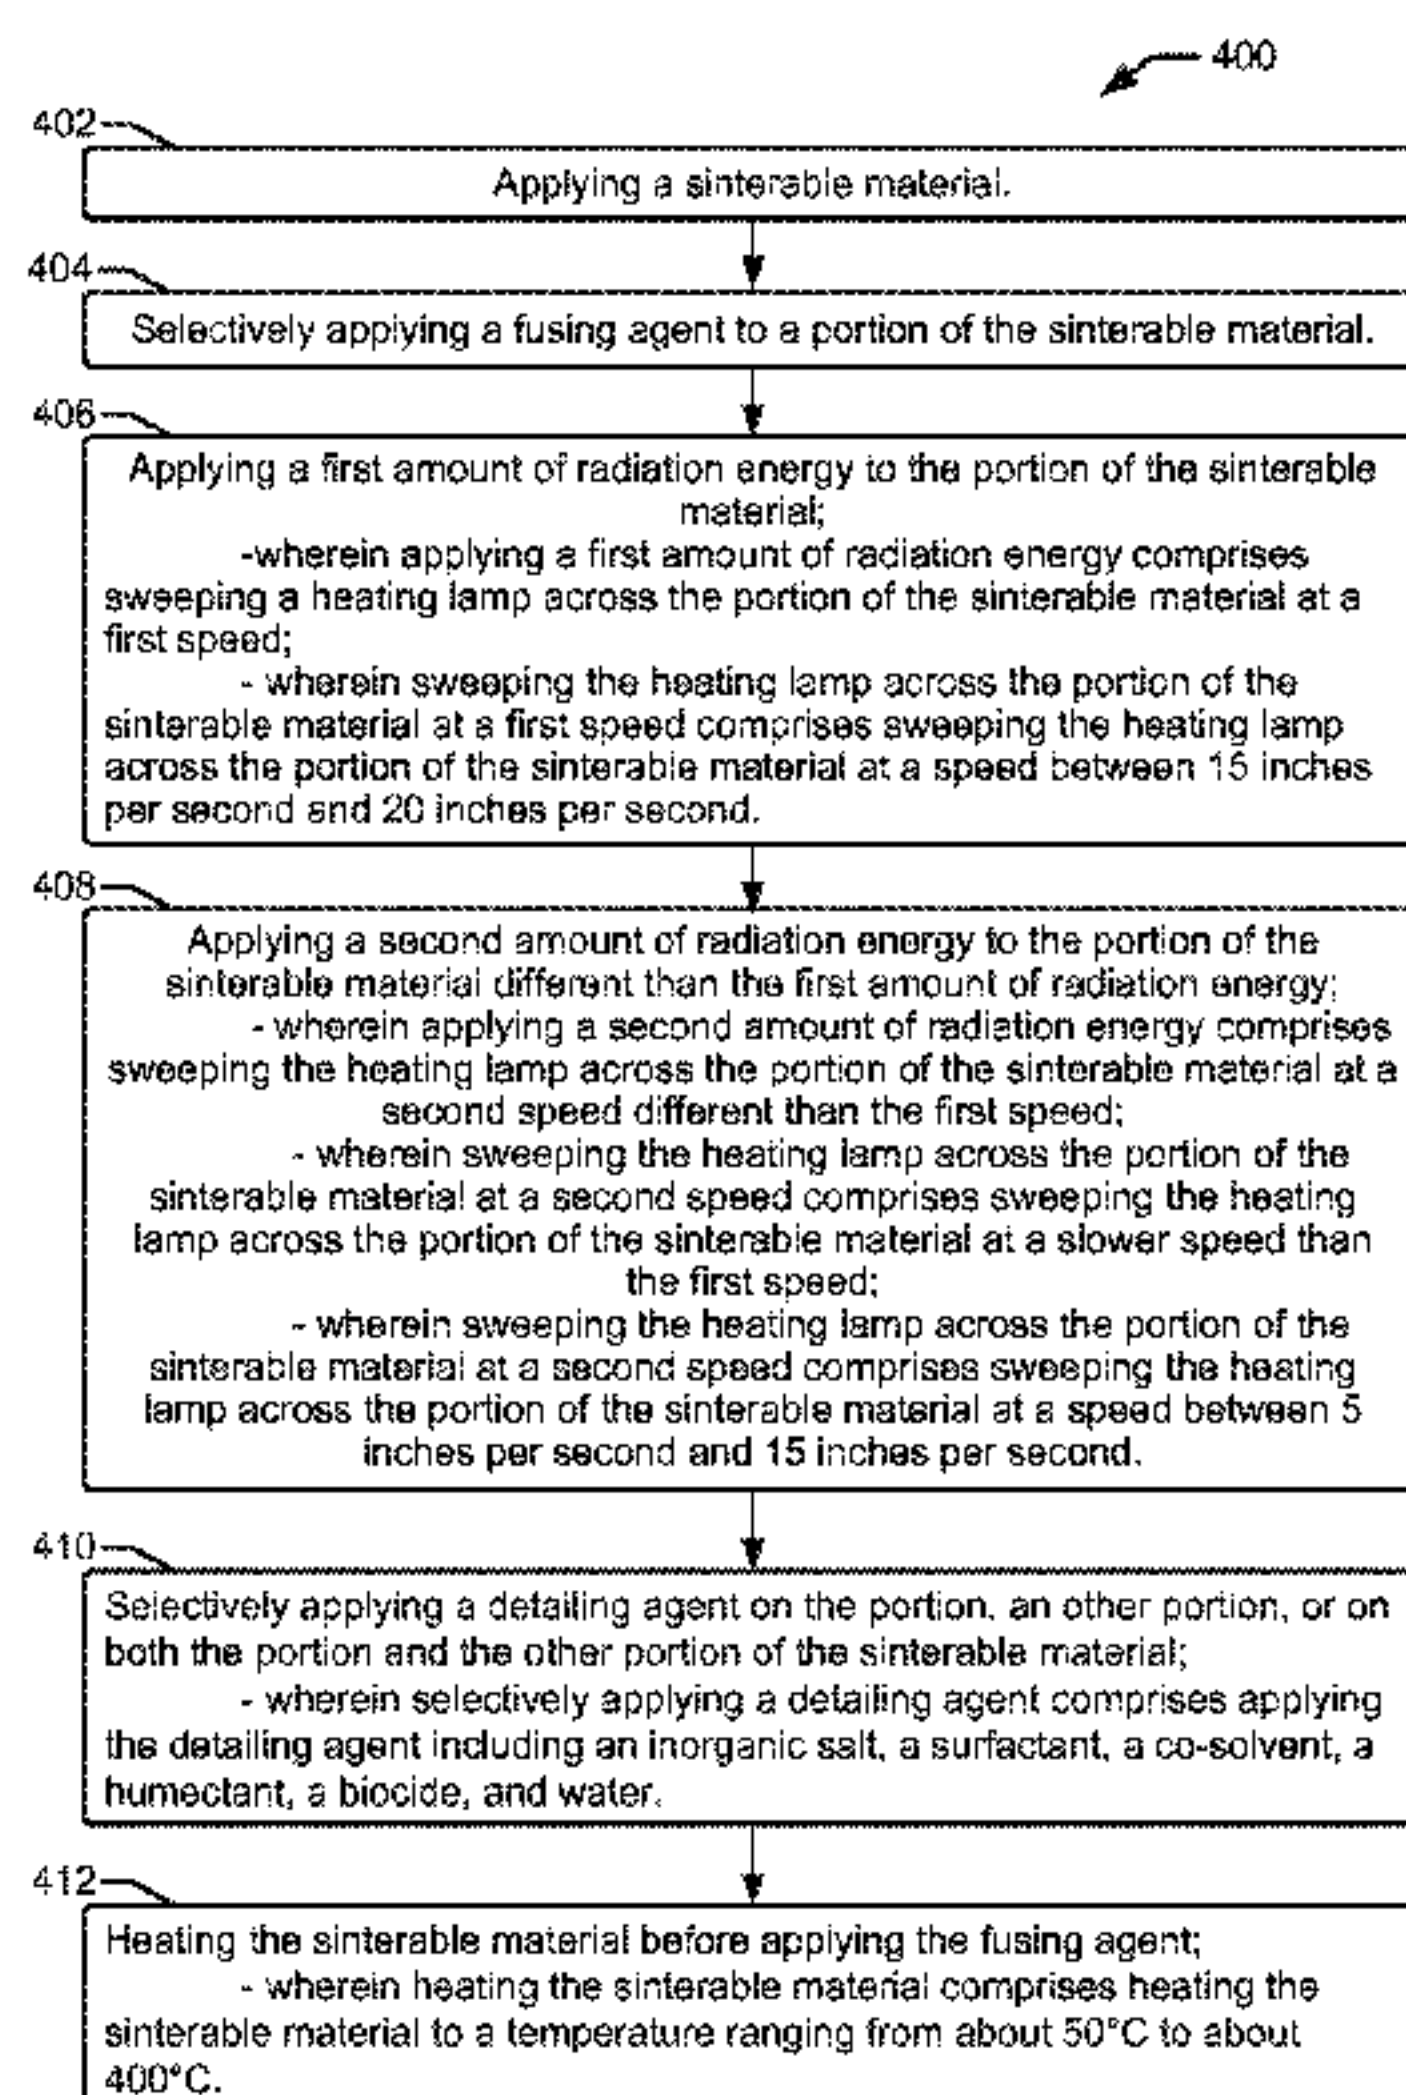 400
402
Applying a sinterable material.
404
Selectively applying a fusing agent to a portion of the sinterable material.
406
Applying a first amount of radiation energy to the portion of the sinterable
material;
-wherein applying a first amount of radiation energy comprises
sweeping a heating lamp across the portion of the sinterable material at a
first speed;
- wherein sweeping the heating lamp across the portion of the
sinterable material at a first speed comprises sweeping the heating lamp
across the portion of the sinterable material at a speed between 15 inches
per second and 20 inches per second.
408
Applying a second amount of radiation energy to the portion of the
sinterable material different than the first amount of radiation energy;
- wherein applying a second amount of radiation energy comprises
sweeping the heating lamp across the portion of the sinterable material at a
second speed different than the first speed;
- wherein sweeping the heating lamp across the portion of the
sinterable material at a second speed comprises sweeping the heating
lamp across the portion of the sinterable material at a slower speed than
the first speed;
- wherein sweeping the heating lamp across the portion of the
sinterable material at a second speed comprises sweeping the heating
lamp across the portion of the sinterable material at a speed between 5
inches per second and 15 inches per second.
410
Selectively applying a detailing agent on the portion, an other portion, or on
both the portion and the other portion of the sinterable material;
- wherein selectively applying a detailing agent comprises applying
the detailing agent including an inorganic salt, a surfactant, a co-solvent, a
humectant, a biocide, and water.
412
Heating the sinterable material before applying the fusing agent;
- wherein heating the sinterable material comprises heating the
sinterable material to a temperature ranging from about 50°C to about
400°C.